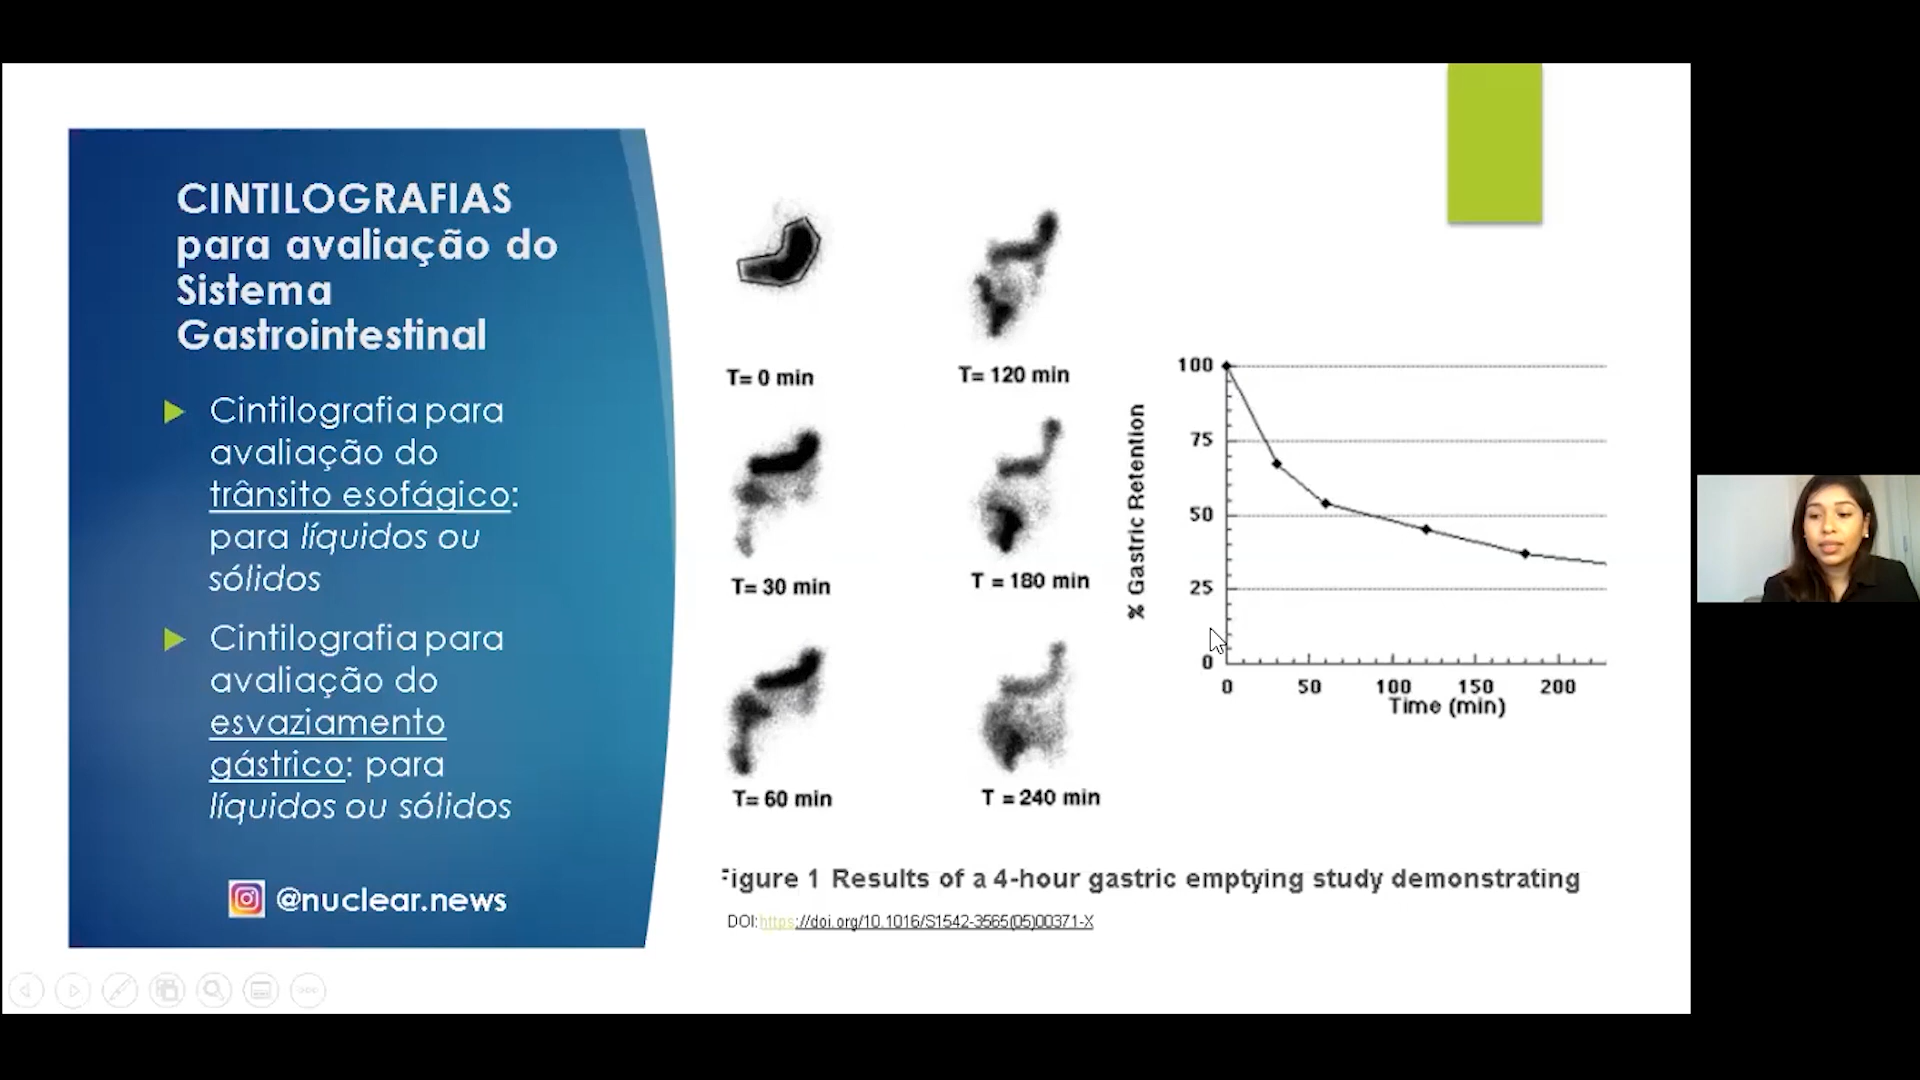 CINTILOGRAFIAS
para avaliação do
Sistema
Gastrointestinal
Cintilografia para
avaliação do
trânsito esofágico:
para líquidos ou
sólidos
Cintilografia para
avaliação do
esvaziamento
gástrico: para
líquidos ou sólidos
@nuclear.news
T= 0 min
T= 120 min
T= 30 min
T = 180 min
T= 60 min
T = 240 min
% Gastric Retention
100
75
50
25
0
0 50 100 150 200
Time (min)
Figure 1 Results of a 4-hour gastric emptying study demonstrating
DOI: https://doi.org/10.1016/S1542-3565(05)00371-X